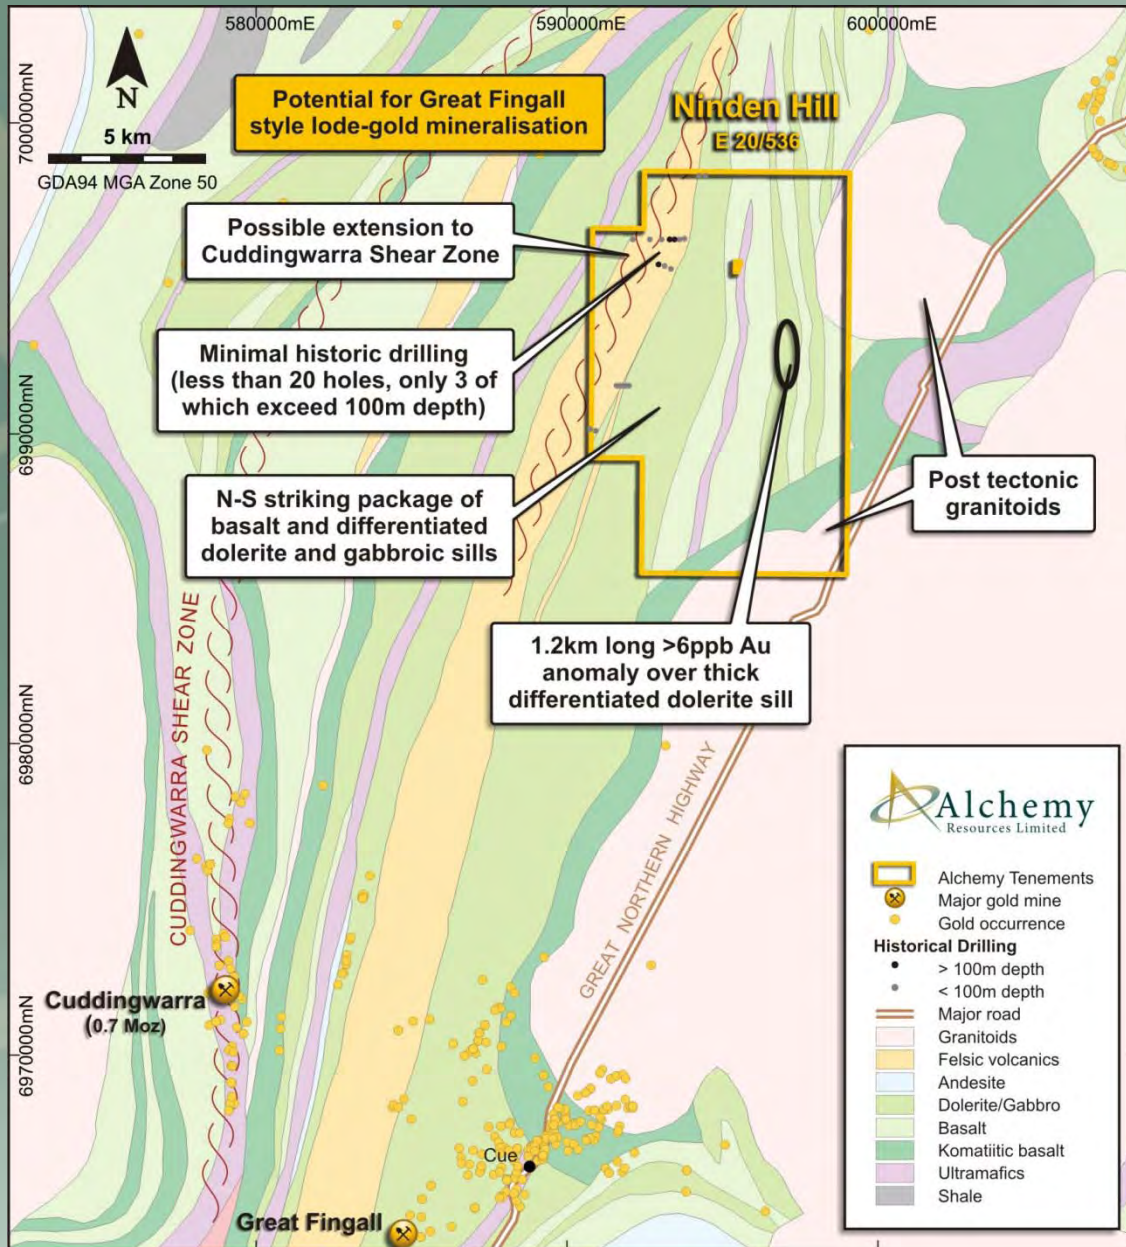 580000mE
590000mE
600000mE
7000000mN
6990000mN
6980000mN
6970000mN
N
5 km
GDA94 MGA Zone 50
Potential for Great Fingall
style lode-gold mineralisation
Ninden Hill
E 20/536
Possible extension to
Cuddingwarra Shear Zone
Minimal historic drilling
(less than 20 holes, only 3 of
which exceed 100m depth)
N-S striking package of
basalt and differentiated
dolerite and gabbroic sills
Post tectonic
granitoids
1.2km long >6ppb Au
anomaly over thick
differentiated dolerite sill
CUDDINGWARRA SHEAR ZONE
GREAT NORTHERN HIGHWAY
Cuddingwarra
(0.7 Moz)
Cue
Great Fingall
Alchemy
Resources Limited
Alchemy Tenements
Major gold mine
Gold occurrence
Historical Drilling
> 100m depth
< 100m depth
Major road
Granitoids
Felsic volcanics
Andesite
Dolerite/Gabbro
Basalt
Komatiitic basalt
Ultramafics
Shale